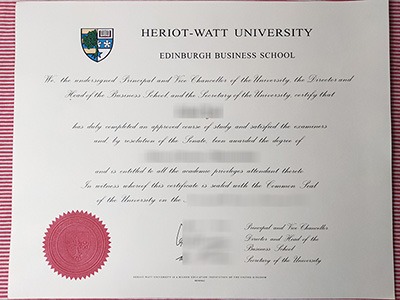 HERIOT-WATT UNIVERSITY
EDINBURGH BUSINESS SCHOOL
We, the undersigned Principal and Vice Chancellor of the University, the Director and
Head of the Business School, and the Secretary of the University, certify that
has duly completed an approved course of study and satisfied the examiners
and, by resolution of the Senate, been awarded the degree of
and is entitled to all the academic privileges attendant thereto
In witness whereof this certificate is sealed with the Common Seal
of the University on the
Principal and Vice Chancellor
Director and Head of the
Business School
Secretary of the University